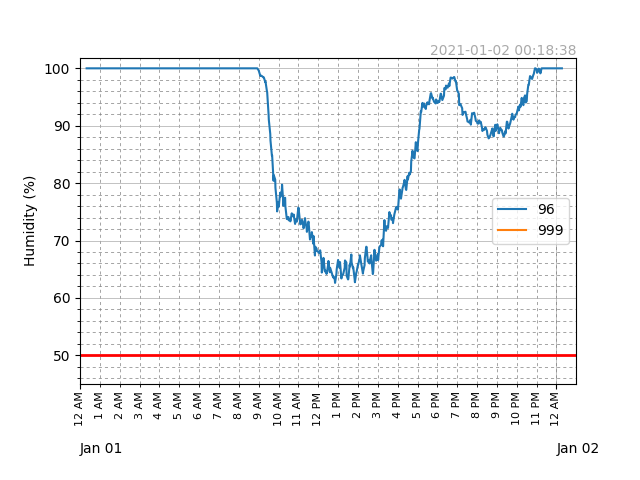 2021-01-02 00:18:38
Humidity (%)
100
90
80
70
60
50
96
999
12 AM
1 AM
2 AM
3 AM
4 AM
5 AM
6 AM
7 AM
8 AM
9 AM
10 AM
11 AM
12 PM
1 PM
2 PM
3 PM
4 PM
5 PM
6 PM
7 PM
8 PM
9 PM
10 PM
11 PM
12 AM
Jan 01
Jan 02